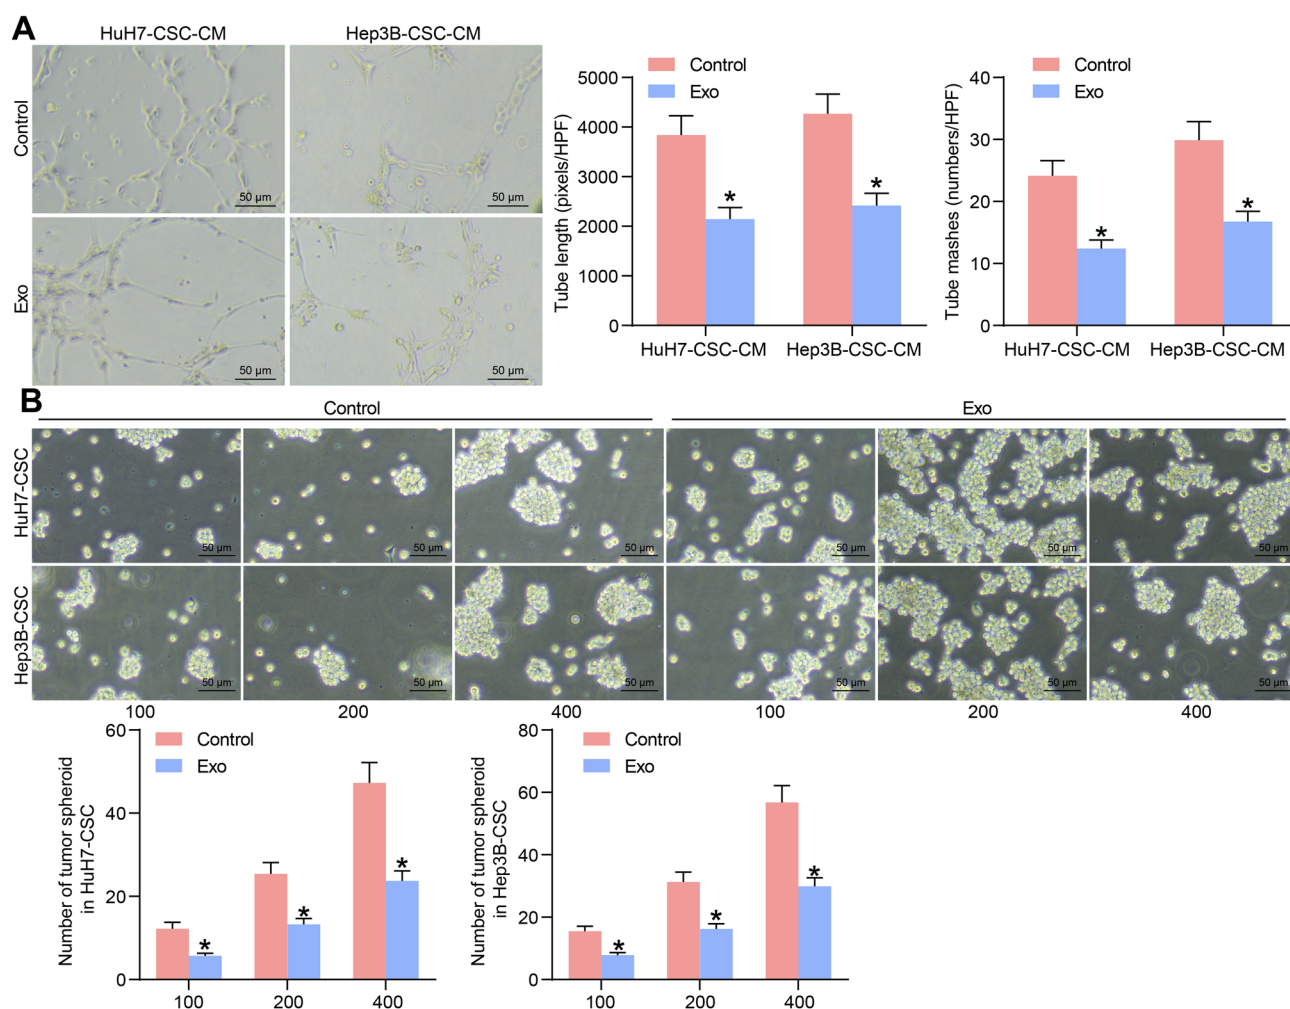 A
HuH7-CSC-CM
Hep3B-CSC-CM
Control
Exo
50 µm
50 µm
50 µm
50 µm
Tube length (pixels/HPF)
5000
4000
3000
2000
1000
0
Control
Exo
*
*
HuH7-CSC-CM
Hep3B-CSC-CM
Tube mashes (numbers/HPF)
40
30
20
10
0
Control
Exo
*
*
HuH7-CSC-CM
Hep3B-CSC-CM
B
Control
Exo
HuH7-CSC
50 µm
50 µm
50 µm
50 µm
50 µm
50 µm
Hep3B-CSC
50 µm
50 µm
50 µm
50 µm
50 µm
50 µm
100
200
400
100
200
400
Number of tumor spheroid
in HuH7-CSC
60
40
20
0
Control
Exo
*
*
*
100
200
400
Number of tumor spheroid
in Hep3B-CSC
80
60
40
20
0
Control
Exo
*
*
*
100
200
400